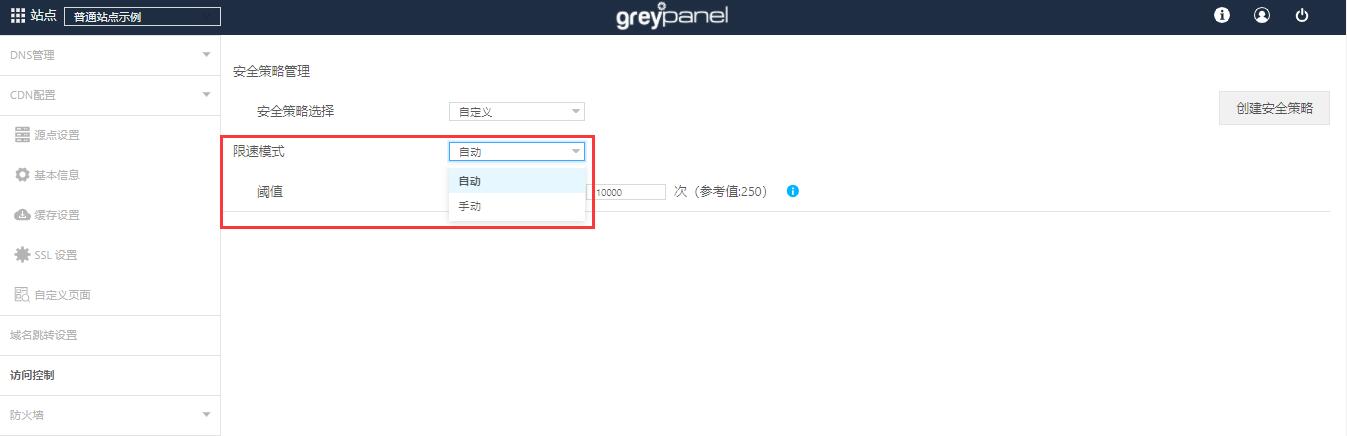 站点 普通站点示例 greypanel
DNS管理
CDN配置
源点设置
基本信息
缓存设置
SSL 设置
自定义页面
域名跳转设置
访问控制
防火墙
安全策略管理
安全策略选择 自定义 创建安全策略
限速模式 自动
自动
阈值 10000 次（参考值:250）
手动